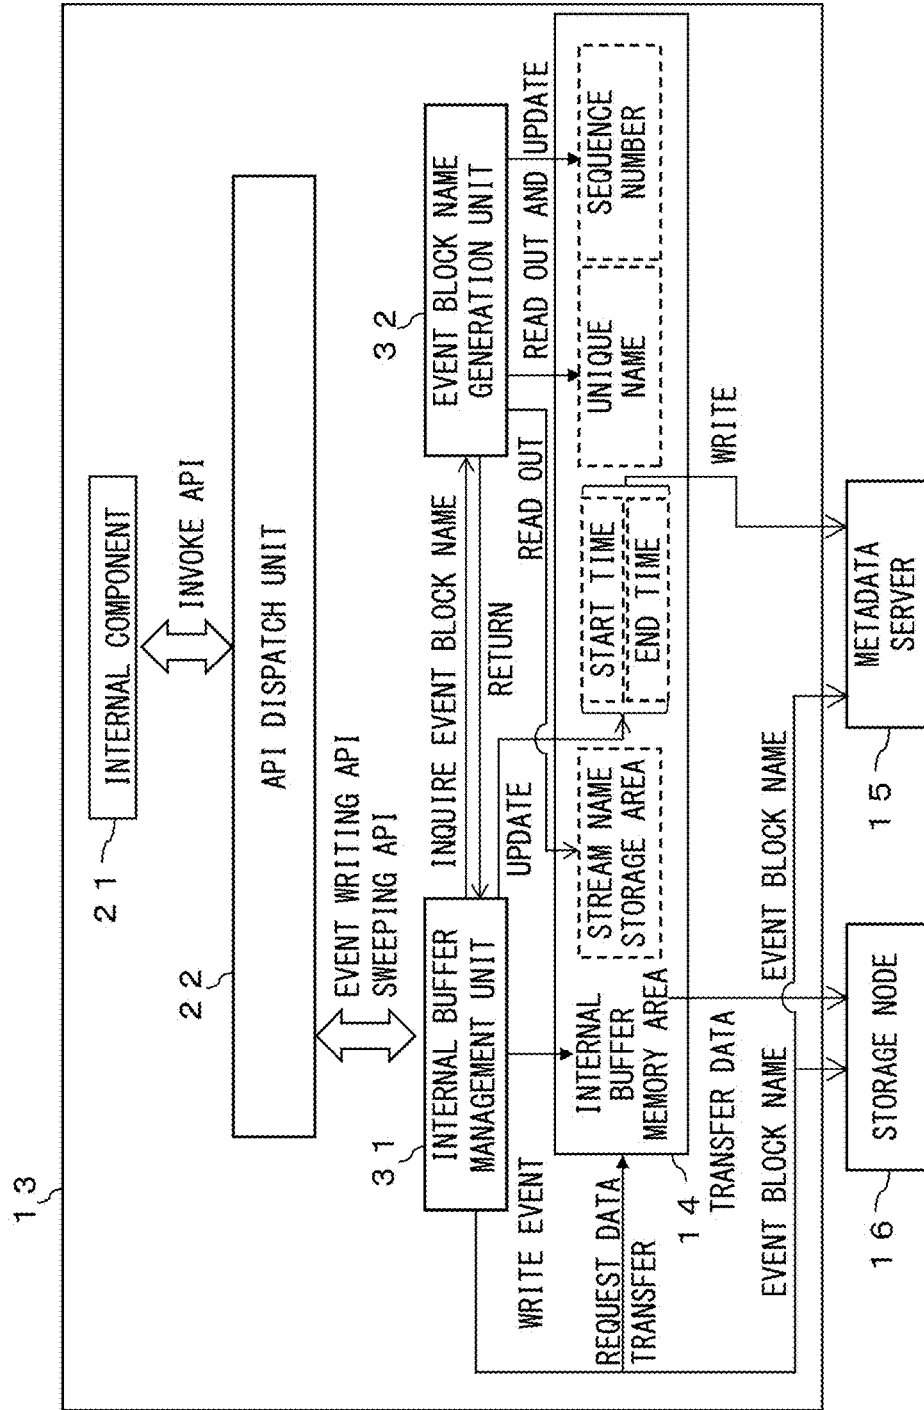 13
21
INTERNAL COMPONENT
INVOKE API
22
API DISPATCH UNIT
EVENT WRITING API
SWEEPING API
31
INTERNAL BUFFER
MANAGEMENT UNIT
INQUIRE EVENT BLOCK NAME
RETURN
32
EVENT BLOCK NAME
GENERATION UNIT
WRITE EVENT
UPDATE
READ OUT
READ OUT AND UPDATE
REQUEST DATA
TRANSFER
INTERNAL
BUFFER
MEMORY AREA
STREAM NAME
STORAGE AREA
START TIME
END TIME
UNIQUE
NAME
SEQUENCE
NUMBER
14
TRANSFER DATA
WRITE
EVENT BLOCK NAME
EVENT BLOCK NAME
16
STORAGE NODE
15
METADATA
SERVER